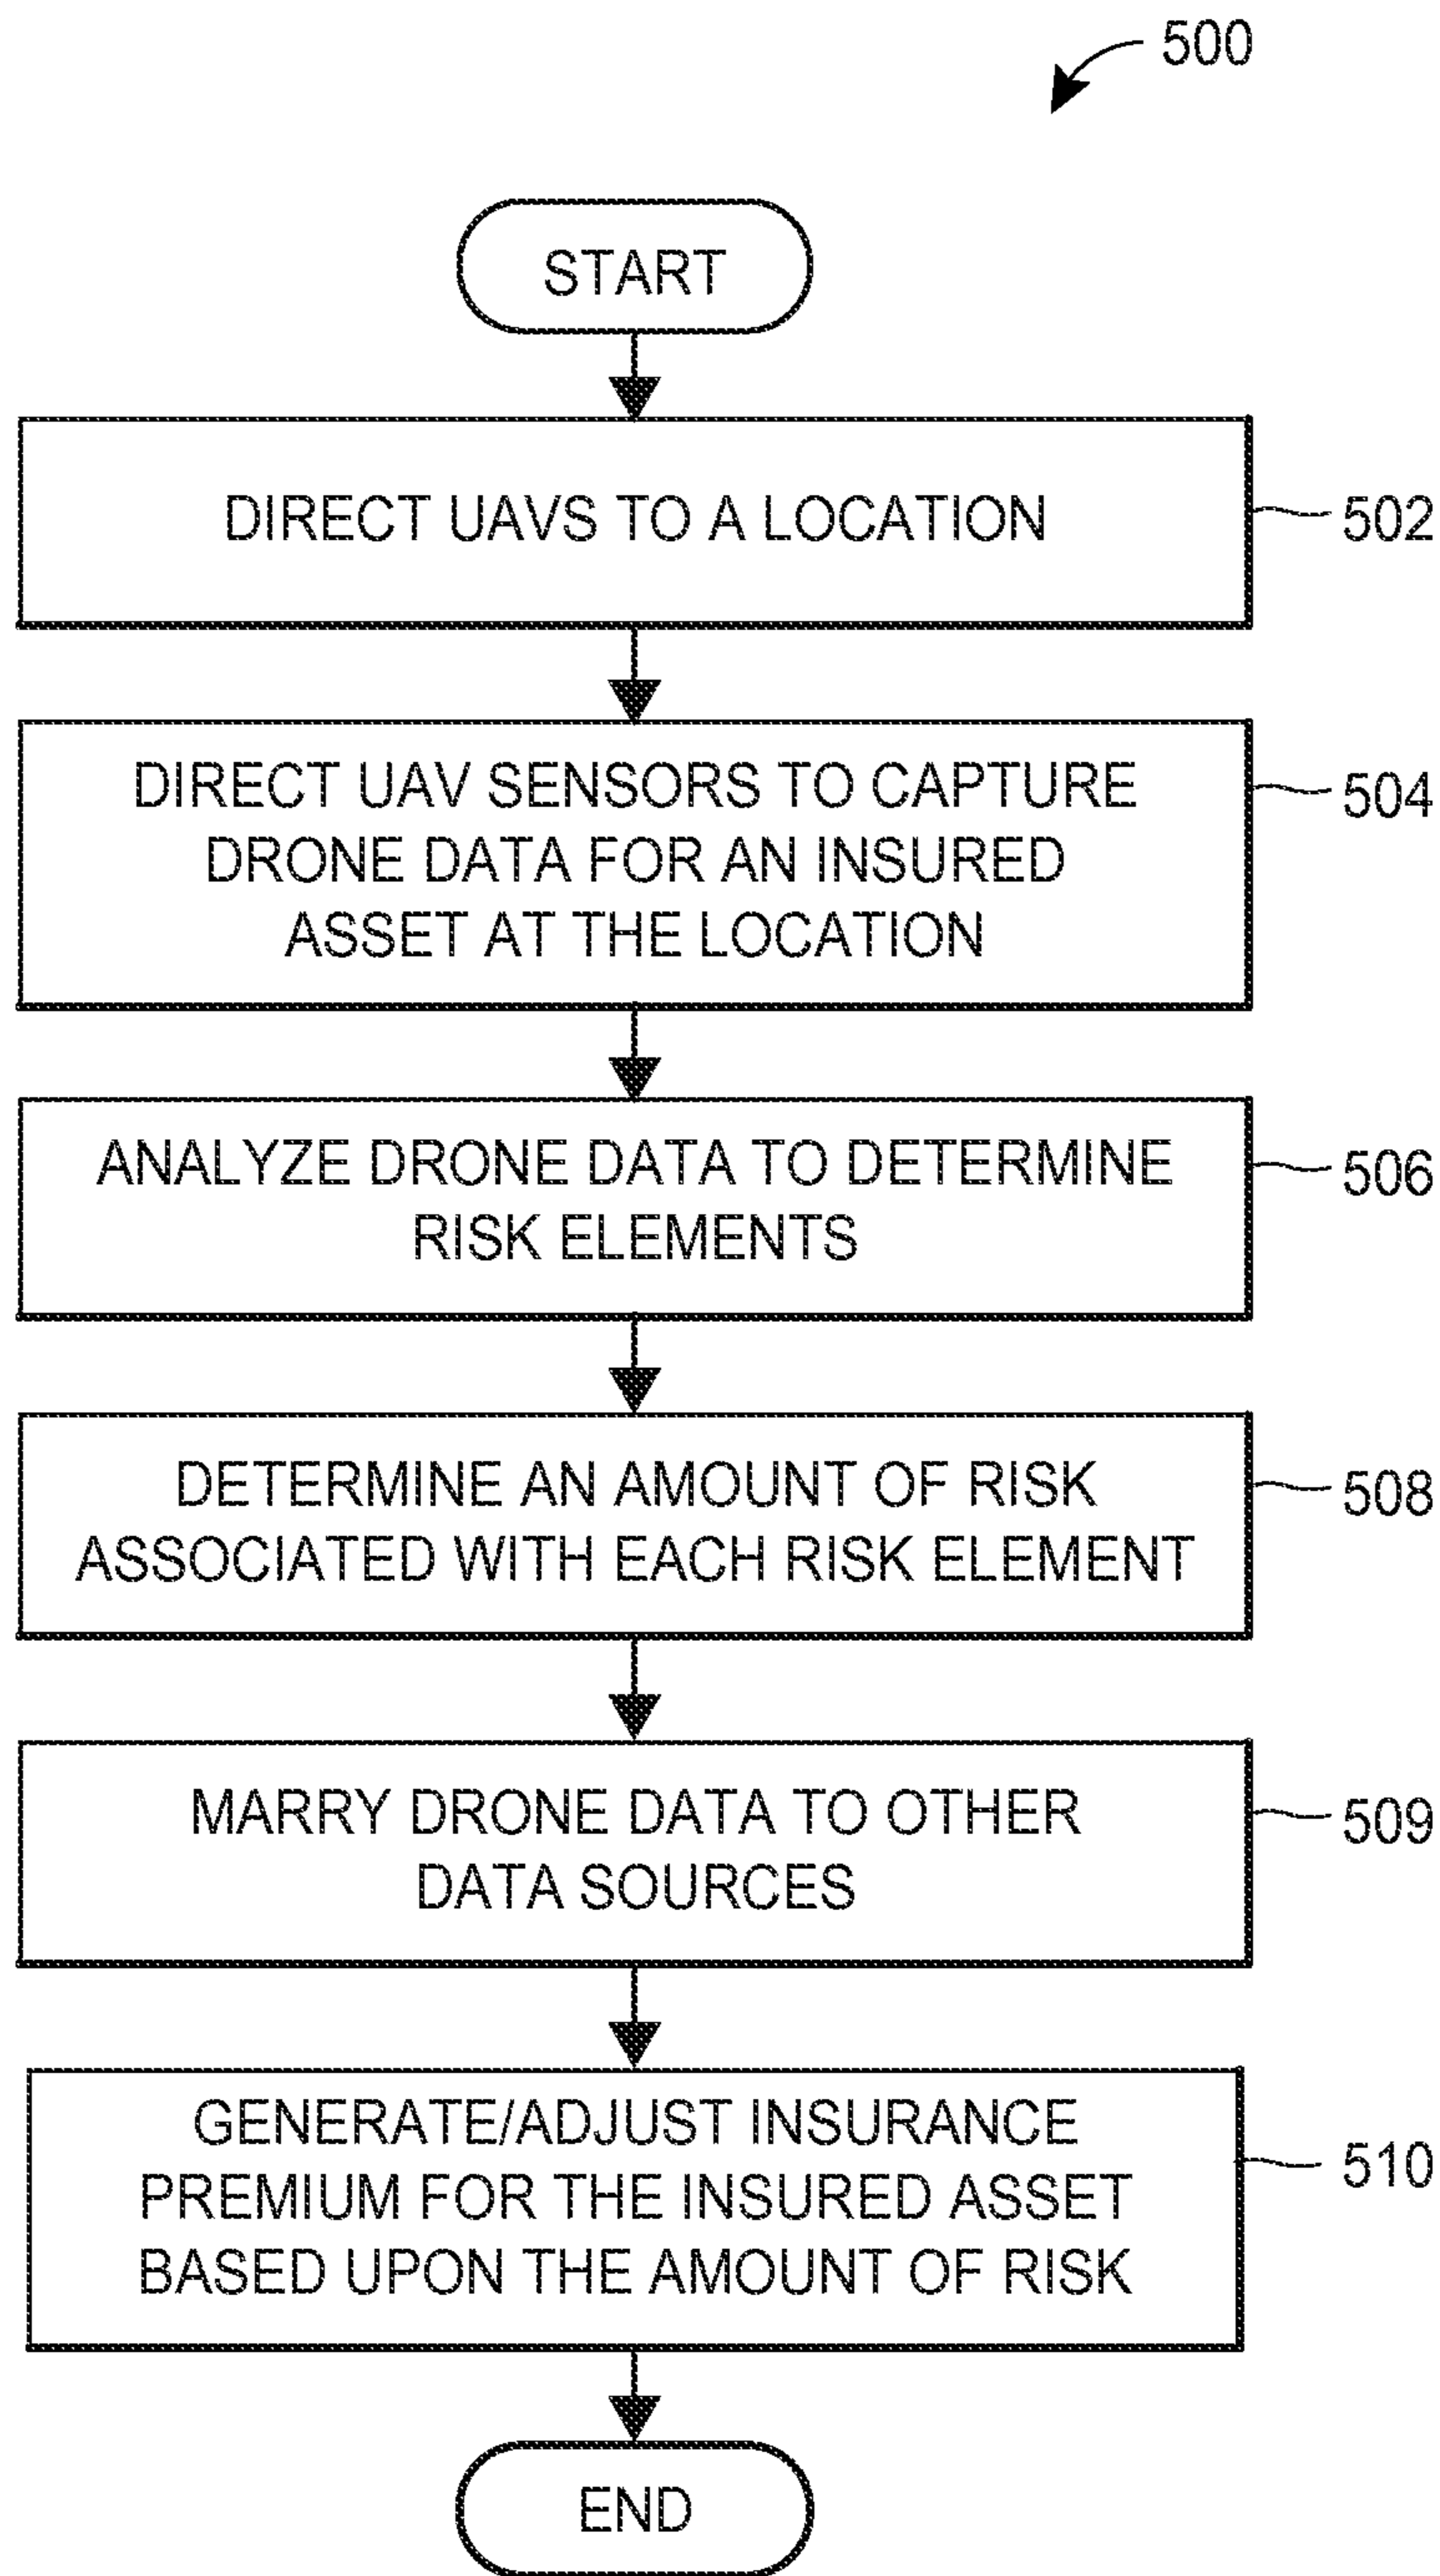 500
START
DIRECT UAVS TO A LOCATION
502
DIRECT UAV SENSORS TO CAPTURE
DRONE DATA FOR AN INSURED
ASSET AT THE LOCATION
504
ANALYZE DRONE DATA TO DETERMINE
RISK ELEMENTS
506
DETERMINE AN AMOUNT OF RISK
ASSOCIATED WITH EACH RISK ELEMENT
508
MARRY DRONE DATA TO OTHER
DATA SOURCES
509
GENERATE/ADJUST INSURANCE
PREMIUM FOR THE INSURED ASSET
BASED UPON THE AMOUNT OF RISK
510
END